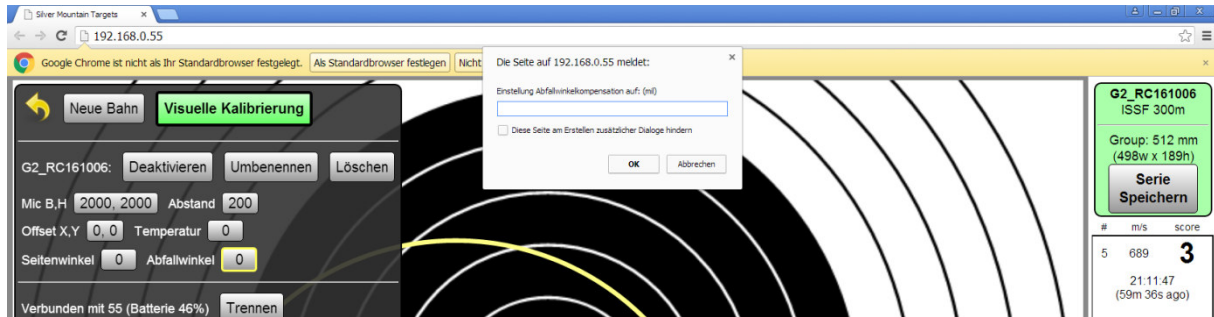 Silver Mountain Targets
192.168.0.55
Google Chrome ist nicht als Ihr Standardbrowser festgelegt. Als Standardbrowser festlegen Nicht
Die Seite auf 192.168.0.55 meldet:
Einstellung Abfallwinkelkompensation auf: (mil)
Diese Seite am Erstellen zusätzlicher Dialoge hindern
OK Abbrechen
Neue Bahn Visuelle Kalibrierung
G2_RC161006: Deaktivieren Umbenennen Löschen
Mic B,H 2000, 2000 Abstand 200
Offset X,Y 0, 0 Temperatur 0
Seitenwinkel 0 Abfallwinkel 0
Verbunden mit 55 (Batterie 46%) Trennen
G2_RC161006
ISSF 300m
Group: 512 mm
(498w x 189h)
Serie
Speichern
# m/s score
5 689 3
21:11:47
(59m 36s ago)